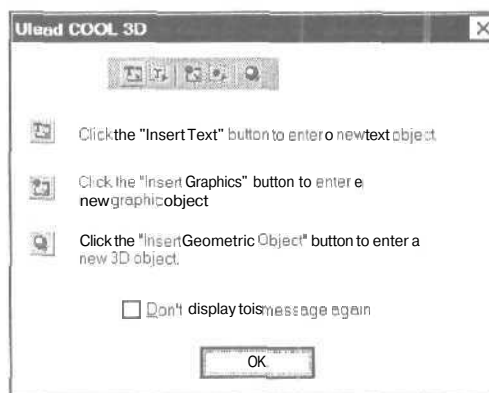 Ulead COOL 3D
Click the "Insert Text" button to enter o new text object
Click the "Insert Graphics" button to enter e
new graphic object
Click the "Insert Geometric Object" button to enter a
new 3D object.
Don't display tois message again
OK